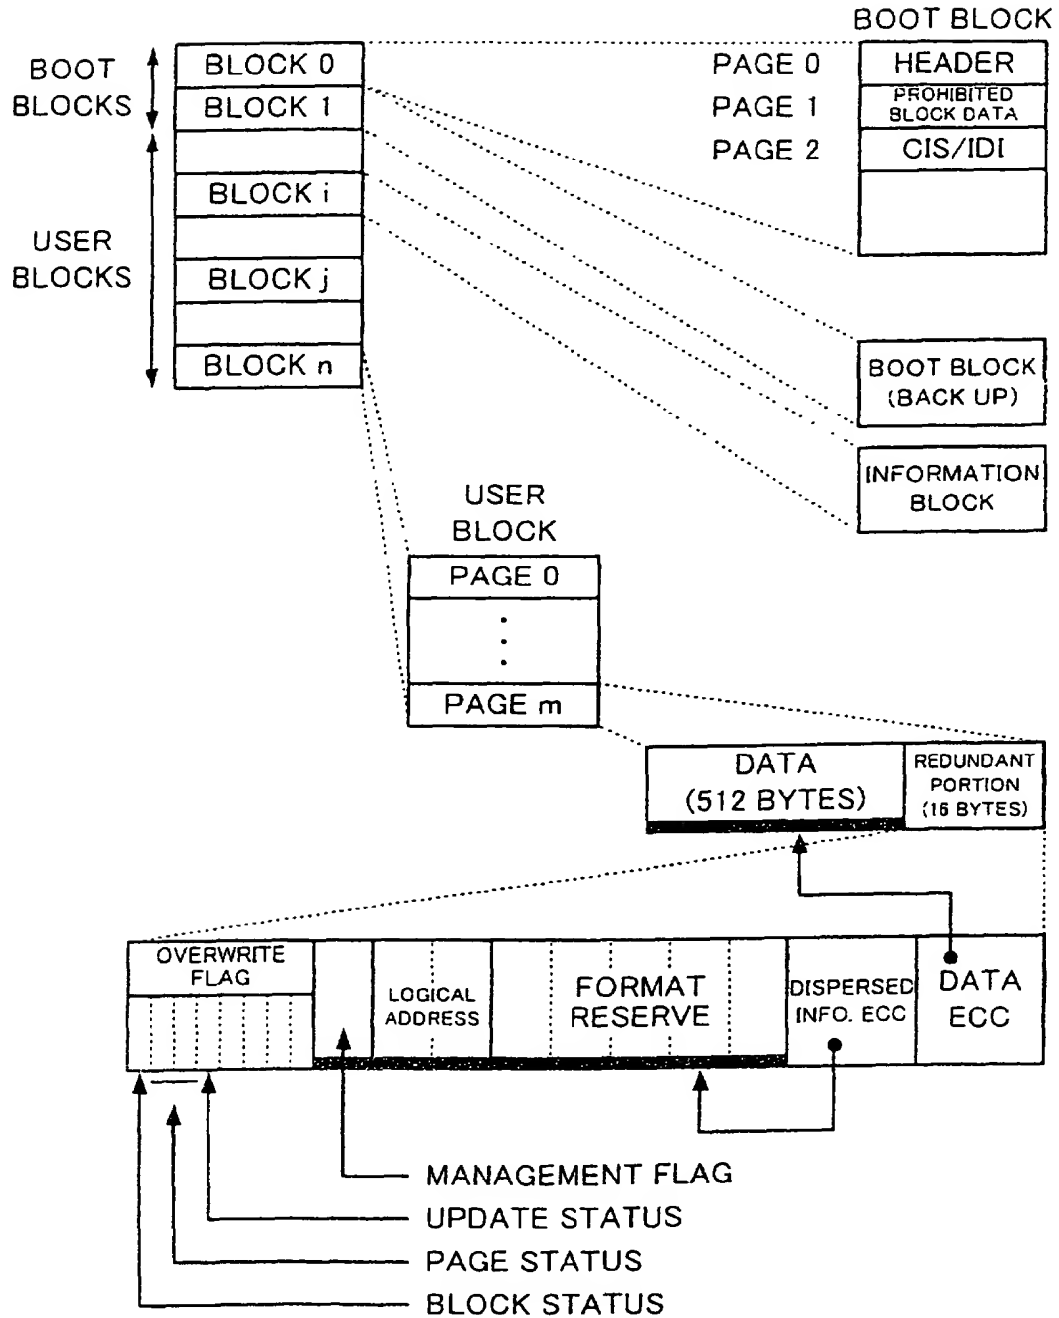 BOOT BLOCK
BOOT
BLOCKS
BLOCK 0
BLOCK 1
BLOCK i
USER
BLOCKS
BLOCK j
BLOCK n
PAGE 0
HEADER
PAGE 1
PROHIBITED
BLOCK DATA
PAGE 2
CIS/IDI
BOOT BLOCK
(BACK UP)
INFORMATION
BLOCK
USER
BLOCK
PAGE 0
PAGE m
DATA
(512 BYTES)
REDUNDANT
PORTION
(16 BYTES)
OVERWRITE
FLAG
LOGICAL
ADDRESS
FORMAT
RESERVE
DISPERSED
INFO. ECC
DATA
ECC
MANAGEMENT FLAG
UPDATE STATUS
PAGE STATUS
BLOCK STATUS